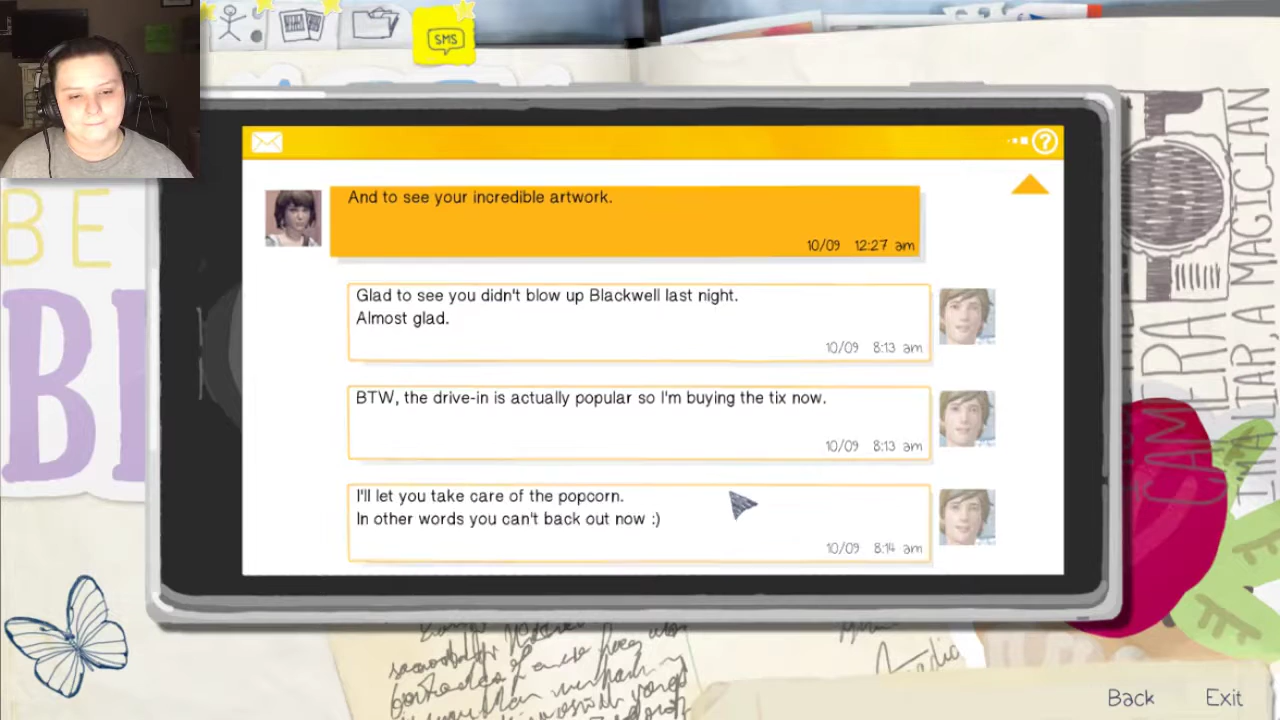 SMS
And to see your incredible artwork.
10/09 12:27 am
Glad to see you didn't blow up Blackwell last night.
Almost glad.
10/09 8:13 am
BTW, the drive-in is actually popular so I'm buying the tix now.
10/09 8:13 am
I'll let you take care of the popcorn.
In other words you can't back out now :)
10/09 8:14 am
?
BE
CAMERA
LIAR, A MAGICIAN
Back
Exit